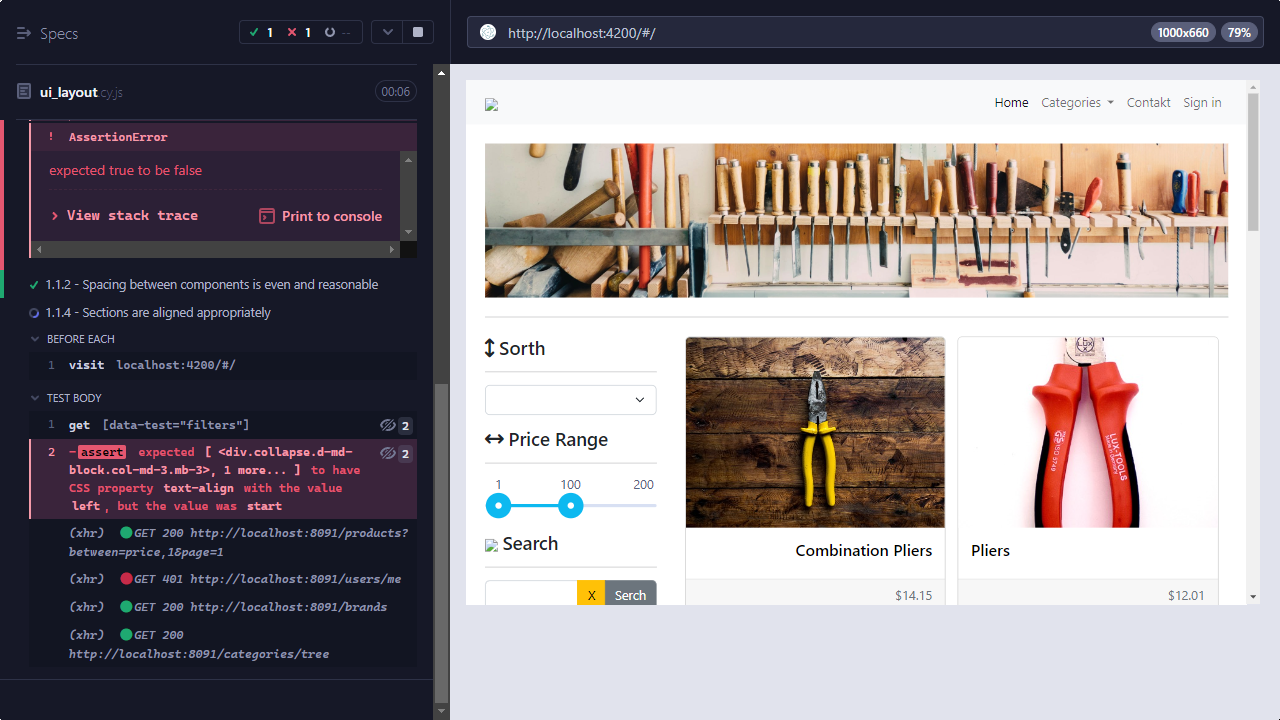 Specs
1
1
--
ui_layout.cy.js
00:06
! AssertionError
expected true to be false
View stack trace
Print to console
1.1.2 - Spacing between components is even and reasonable
1.1.4 - Sections are aligned appropriately
BEFORE EACH
1 visit localhost:4200/#/
TEST BODY
1 get [data-test="filters"] 2
2 -assert expected [ <div.collapse.d-md- 2
block.col-md-3.mb-3>, 1 more... ] to have
CSS property text-align with the value
left, but the value was start
(xhr) GET 200 http://localhost:8091/products?
between=price,1&page=1
(xhr) GET 401 http://localhost:8091/users/me
(xhr) GET 200 http://localhost:8091/brands
(xhr) GET 200
http://localhost:8091/categories/tree
http://localhost:4200/#/
1000x660
79%
Home Categories Contakt Sign in
Sorth
Price Range
1 100 200
Search
X Serch
Combination Pliers
$14.15
LUX-TOOLS
Pliers
$12.01